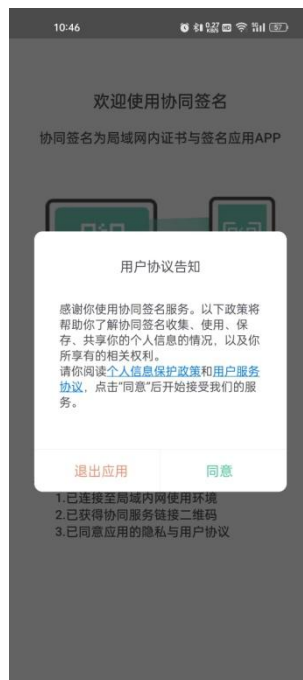 10:46
欢迎使用协同签名
协同签名为局域网内证书与签名应用APP
用户协议告知
感谢你使用协同签名服务。以下政策将
帮助你了解协同签名收集、使用、保
存、共享你的个人信息的情况，以及你
所享有的相关权利。
请你阅读个人信息保护政策和用户服务
协议，点击“同意”后开始接受我们的服
务。
退出应用 同意
1.已连接至局域内网使用环境
2.已获得协同服务链接二维码
3.已同意应用的隐私与用户协议